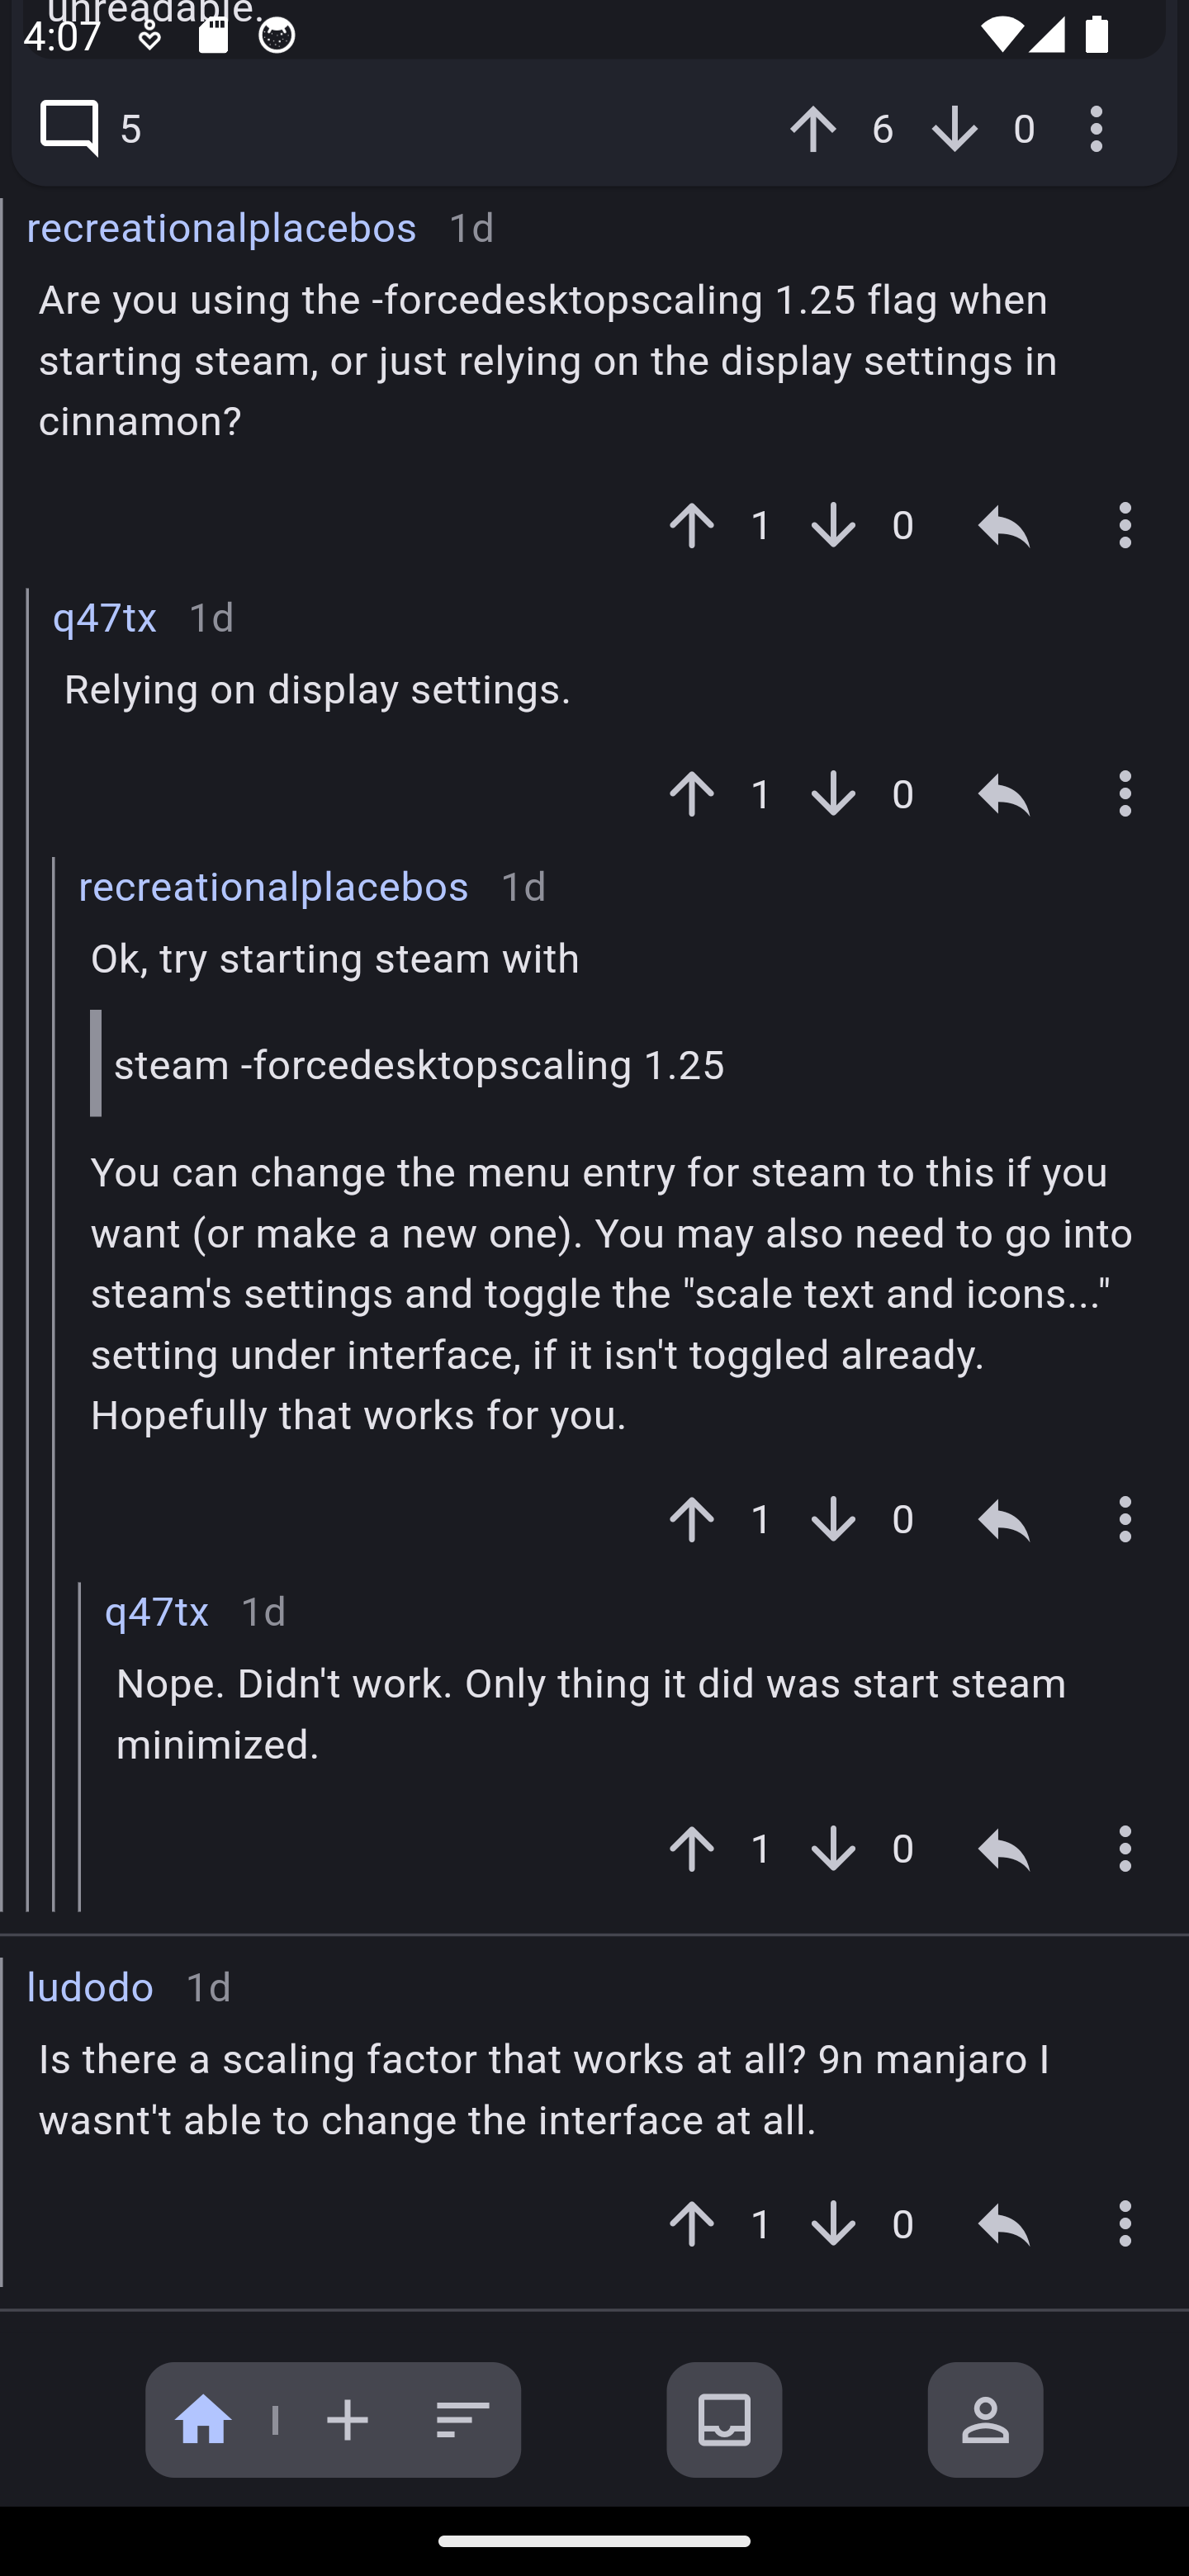 unreadable.
4:07
5 6 0
recreationalplacebos 1d
Are you using the -forcedesktopscaling 1.25 flag when
starting steam, or just relying on the display settings in
cinnamon?
1 0
q47tx 1d
Relying on display settings.
1 0
recreationalplacebos 1d
Ok, try starting steam with
steam -forcedesktopscaling 1.25
You can change the menu entry for steam to this if you
want (or make a new one). You may also need to go into
steam's settings and toggle the "scale text and icons..."
setting under interface, if it isn't toggled already.
Hopefully that works for you.
1 0
q47tx 1d
Nope. Didn't work. Only thing it did was start steam
minimized.
1 0
ludodo 1d
Is there a scaling factor that works at all? 9n manjaro I
wasnt't able to change the interface at all.
1 0